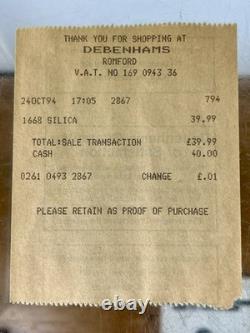 THANK YOU FOR SHOPPING AT
DEBENHAMS
ROMFORD
V.A.T. NO 169 0943 36
24OCT94 17:05 2867 794
1668 SILICA 39.99
TOTAL:SALE TRANSACTION £39.99
CASH 40.00
0261 0493 2867 CHANGE £.01
PLEASE RETAIN AS PROOF OF PURCHASE